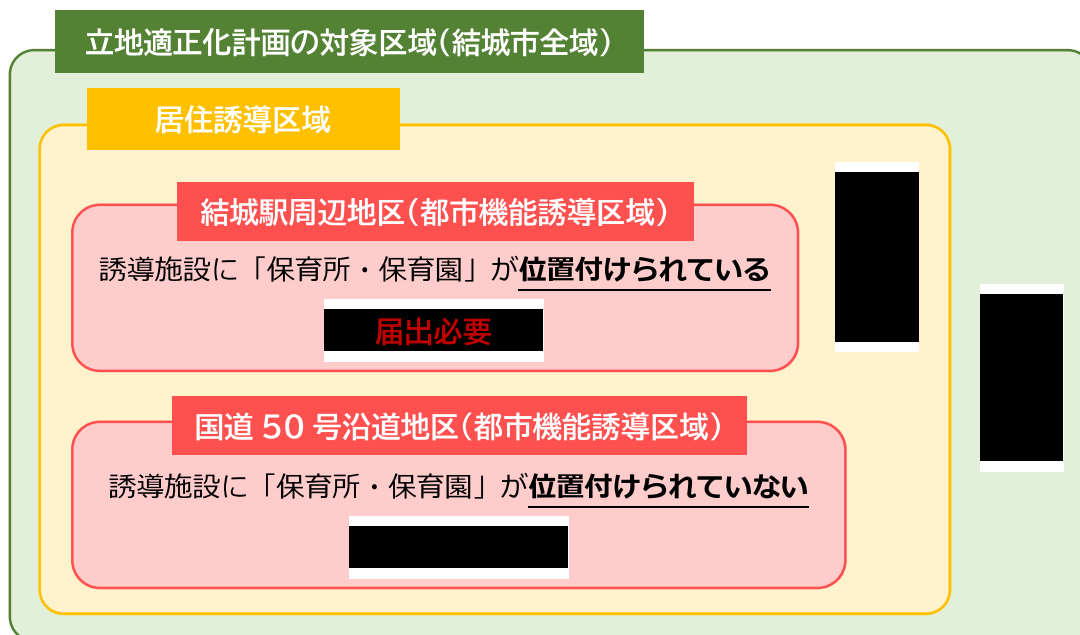 立地適正化計画の対象区域（結城市全域）
居住誘導区域
結城駅周辺地区（都市機能誘導区域）
誘導施設に「保育所・保育園」が位置付けられている
届出必要
国道 50 号沿道地区（都市機能誘導区域）
誘導施設に「保育所・保育園」が位置付けられていない